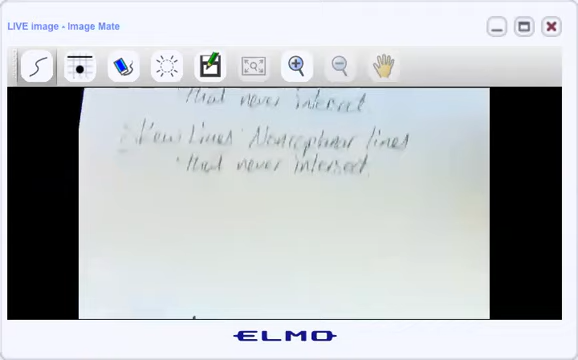 LIVE image - Image Mate
that never intersect.
Skew Lines: Noncoplanar lines
that never intersect.
ELMO